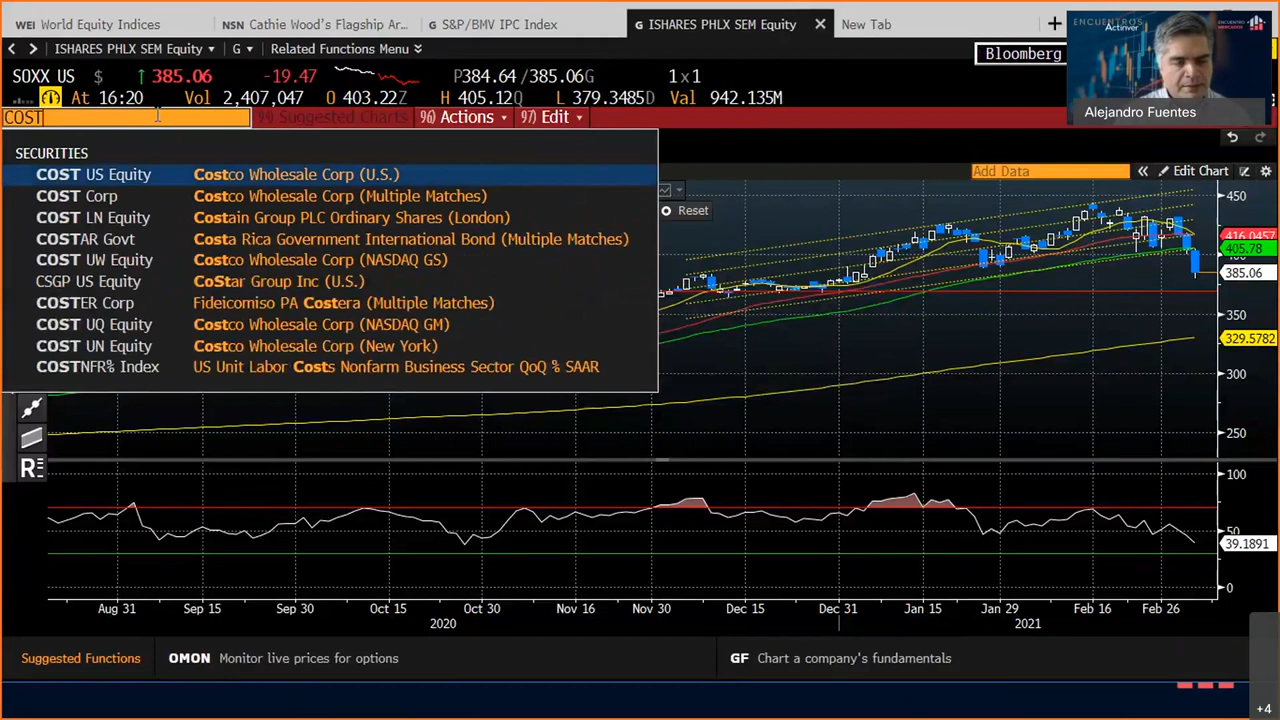 WEI World Equity Indices
NSN Cathie Wood's Flagship Ar...
G S&P/BMV IPC Index
G ISHARES PHLX SEM Equity
New Tab
ENCUENTROS
Actinver
ENCUENTRO
ISHARES PHLX SEM Equity
G
Related Functions Menu
Bloomberg
SOXX US $ ↑ 385.06 -19.47 P384.64 /385.06G 1x1
At 16:20 Vol 2,407,047 O 403.22Z H 405.12Q L 379.3485D Val 942.135M
Alejandro Fuentes
COST
99) Suggested Charts
96) Actions
97) Edit
SECURITIES
COST US Equity Costco Wholesale Corp (U.S.)
COST Corp Costco Wholesale Corp (Multiple Matches)
COST LN Equity Costain Group PLC Ordinary Shares (London)
COSTAR Govt Costa Rica Government International Bond (Multiple Matches)
COST UW Equity Costco Wholesale Corp (NASDAQ GS)
CSGP US Equity CoStar Group Inc (U.S.)
COSTER Corp Fideicomiso PA Costera (Multiple Matches)
COST UQ Equity Costco Wholesale Corp (NASDAQ GM)
COST UN Equity Costco Wholesale Corp (New York)
COSTNFR% Index US Unit Labor Costs Nonfarm Business Sector QoQ % SAAR
Add Data
Edit Chart
Reset
450
416.0457
405.78
385.06
350
329.5782
300
250
R
100
50
39.1891
0
Aug 31 Sep 15 Sep 30 Oct 15 Oct 30 Nov 16 Nov 30 Dec 15 Dec 31 Jan 15 Jan 29 Feb 16 Feb 26
2020 2021
Suggested Functions
OMON Monitor live prices for options
GF Chart a company's fundamentals
+4